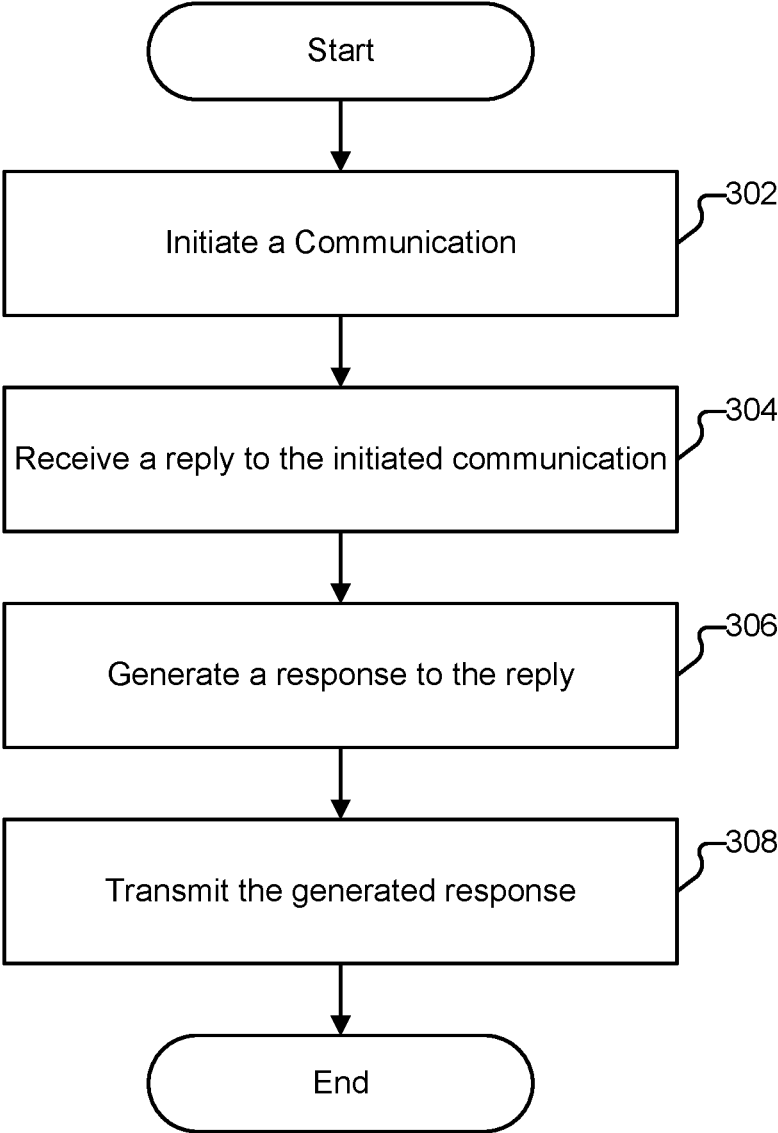 Start
302
Initiate a Communication
304
Receive a reply to the initiated communication
306
Generate a response to the reply
308
Transmit the generated response
End